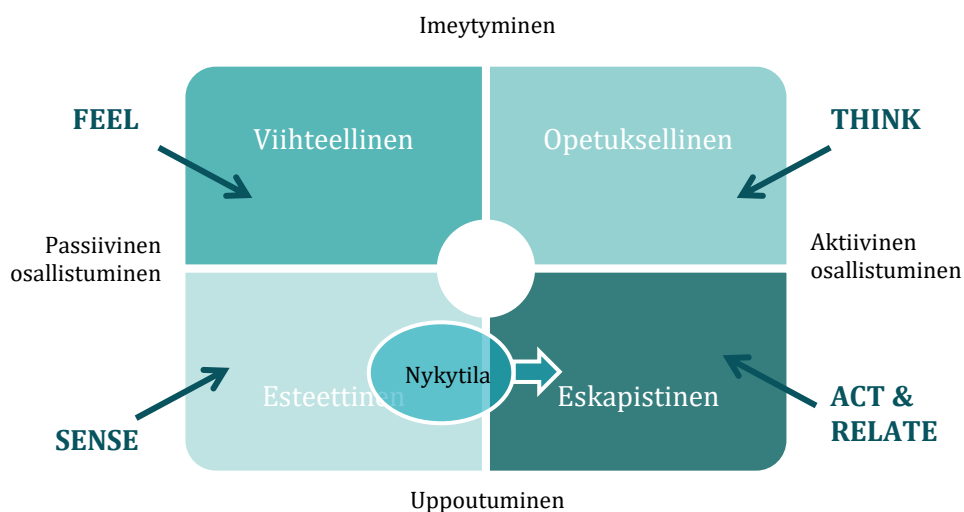 Imeytyminen
FEEL
THINK
Viihteellinen
Opetuksellinen
Passiivinen
osallistuminen
Aktiivinen
osallistuminen
Nykytila
Esteettinen
Eskapistinen
SENSE
ACT &
RELATE
Uppoutuminen